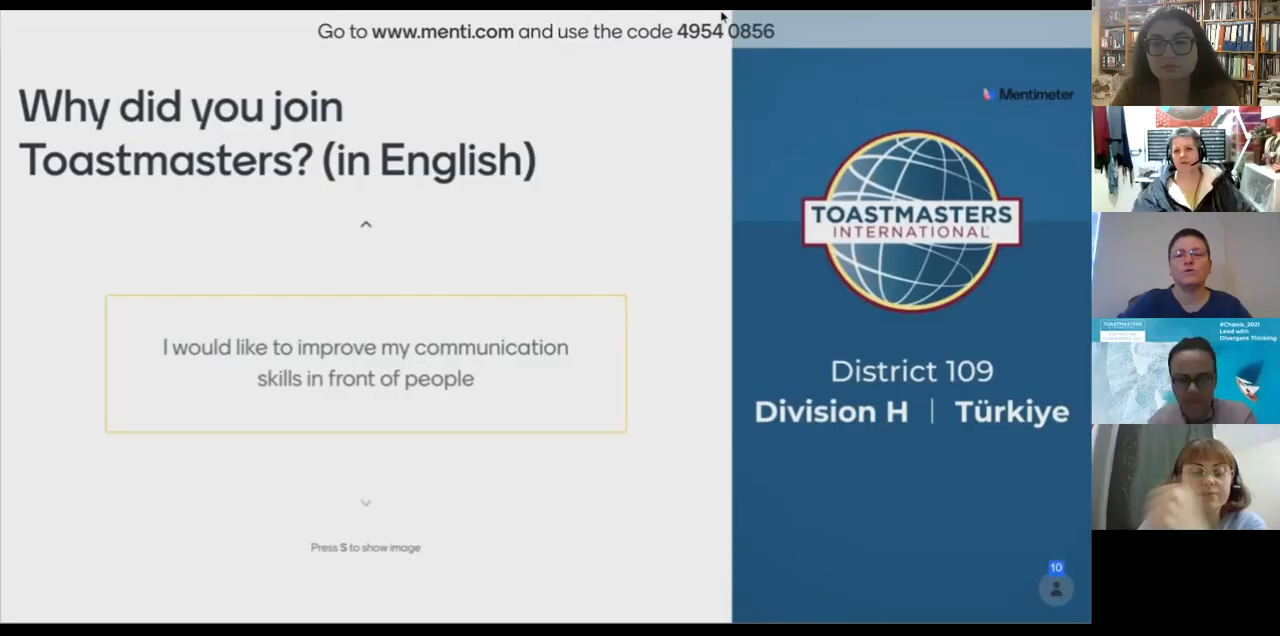 Go to www.menti.com and use the code 4954 0856
Why did you join
Toastmasters? (in English)
I would like to improve my communication
skills in front of people
Press S to show image
Mentimeter
TOASTMASTERS
INTERNATIONAL
District 109
Division H | Türkiye
10
TOASTMASTERS
#Chania_2021
Lead with
Divergens Thinking